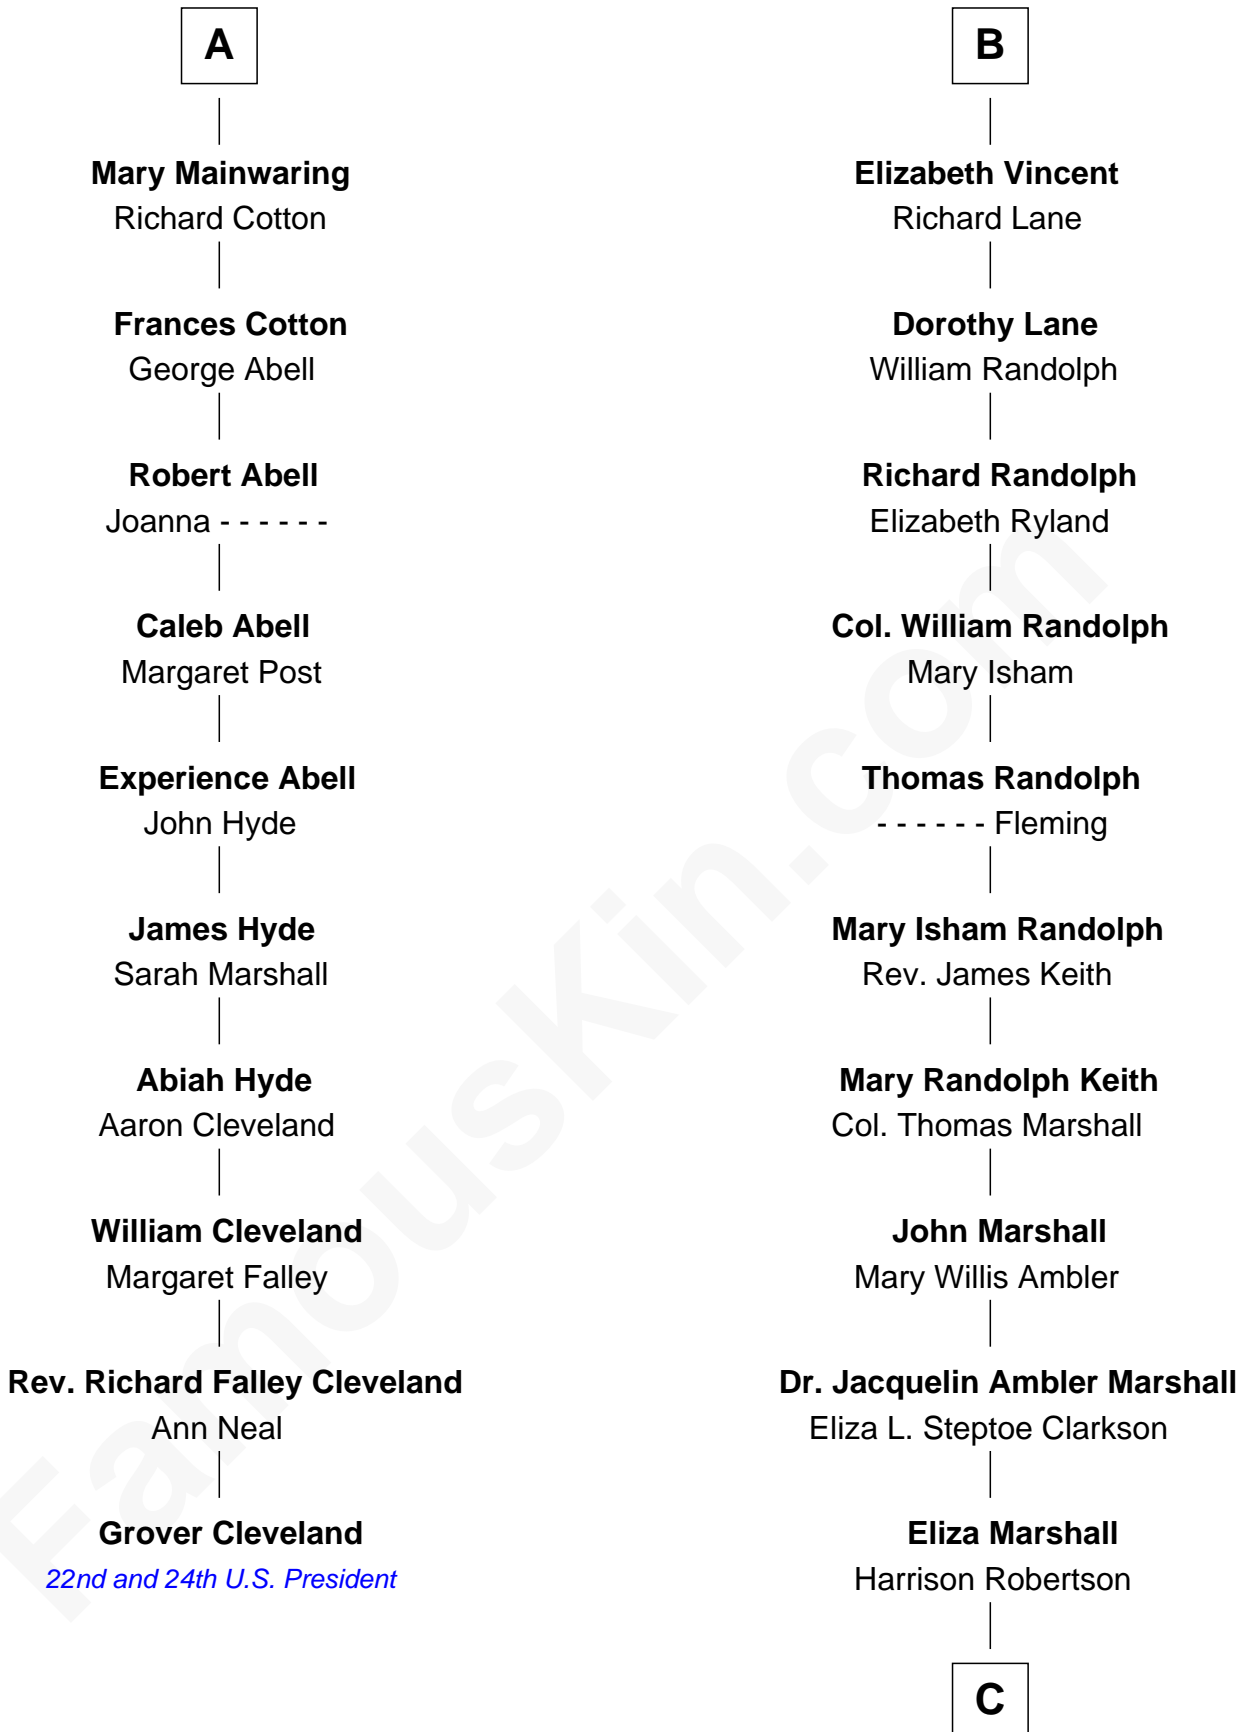 A
Mary Mainwaring
Richard Cotton
Frances Cotton
George Abell
Robert Abell
Joanna - - - - - -
Caleb Abell
Margaret Post
Experience Abell
John Hyde
James Hyde
Sarah Marshall
Abiah Hyde
Aaron Cleveland
William Cleveland
Margaret Falley
Rev. Richard Falley Cleveland
Ann Neal
Grover Cleveland
22nd and 24th U.S. President
B
Elizabeth Vincent
Richard Lane
Dorothy Lane
William Randolph
Richard Randolph
Elizabeth Ryland
Col. William Randolph
Mary Isham
Thomas Randolph
- - - - - - Fleming
Mary Isham Randolph
Rev. James Keith
Mary Randolph Keith
Col. Thomas Marshall
John Marshall
Mary Willis Ambler
Dr. Jacquelin Ambler Marshall
Eliza L. Steptoe Clarkson
Eliza Marshall
Harrison Robertson
C
FamousKin.com